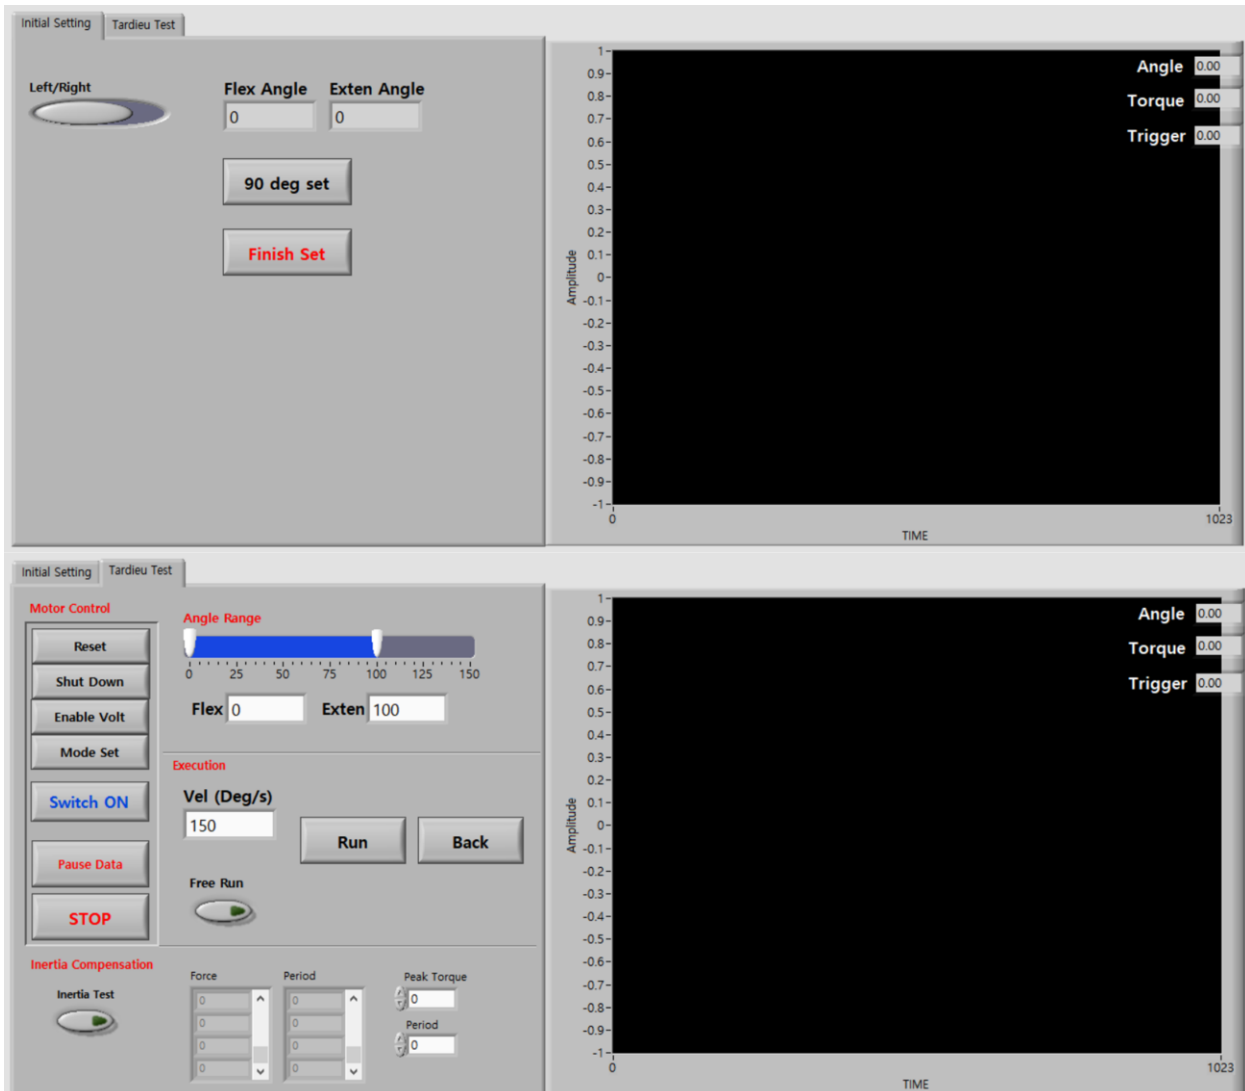 Initial Setting Tardieu Test
Left/Right
Flex Angle Exten Angle
0 0
90 deg set
Finish Set
Angle 0.00
Torque 0.00
Trigger 0.00
1
0.9
0.8
0.7
0.6
0.5
0.4
0.3
0.2
0.1
0
-0.1
-0.2
-0.3
-0.4
-0.5
-0.6
-0.7
-0.8
-0.9
-1
Amplitude
0 1023
TIME
Initial Setting Tardieu Test
Motor Control
Reset
Shut Down
Enable Volt
Mode Set
Switch ON
Pause Data
STOP
Angle Range
0 25 50 75 100 125 150
Flex 0 Exten 100
Execution
Vel (Deg/s)
150
Run Back
Free Run
Inertia Compensation
Inertia Test
Force Period
0 0
0 0
0 0
0 0
Peak Torque
0
Period
0
Angle 0.00
Torque 0.00
Trigger 0.00
1
0.9
0.8
0.7
0.6
0.5
0.4
0.3
0.2
0.1
0
-0.1
-0.2
-0.3
-0.4
-0.5
-0.6
-0.7
-0.8
-0.9
-1
Amplitude
0 1023
TIME